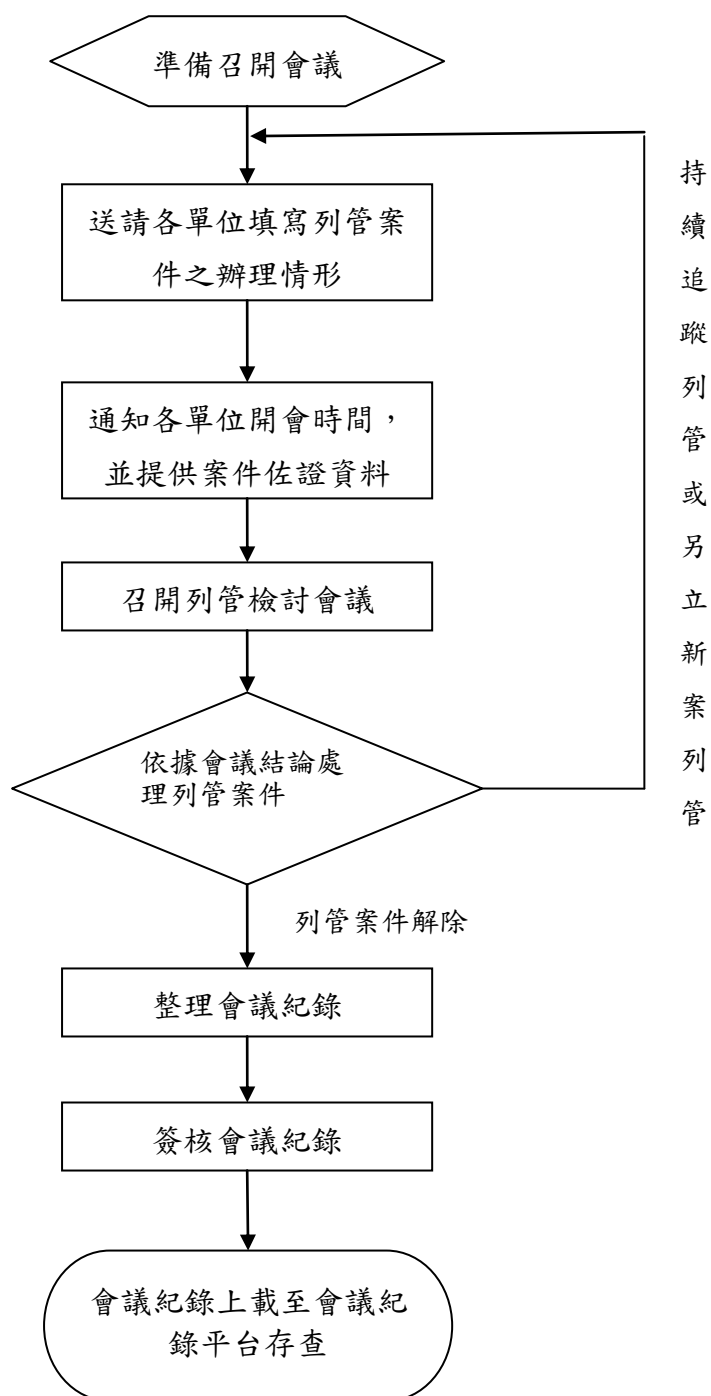 準備召開會議
送請各單位填寫列管案
件之辦理情形
通知各單位開會時間，
並提供案件佐證資料
召開列管檢討會議
依據會議結論處
理列管案件
持續追蹤列管或另立新案列管
列管案件解除
整理會議紀錄
簽核會議紀錄
會議紀錄上載至會議紀
錄平台存查